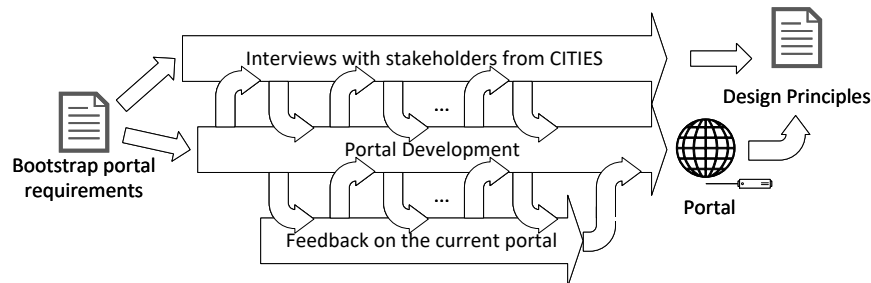 Interviews with stakeholders from CITIES
...
Design Principles
Portal Development
Bootstrap portal
requirements
...
Portal
Feedback on the current portal